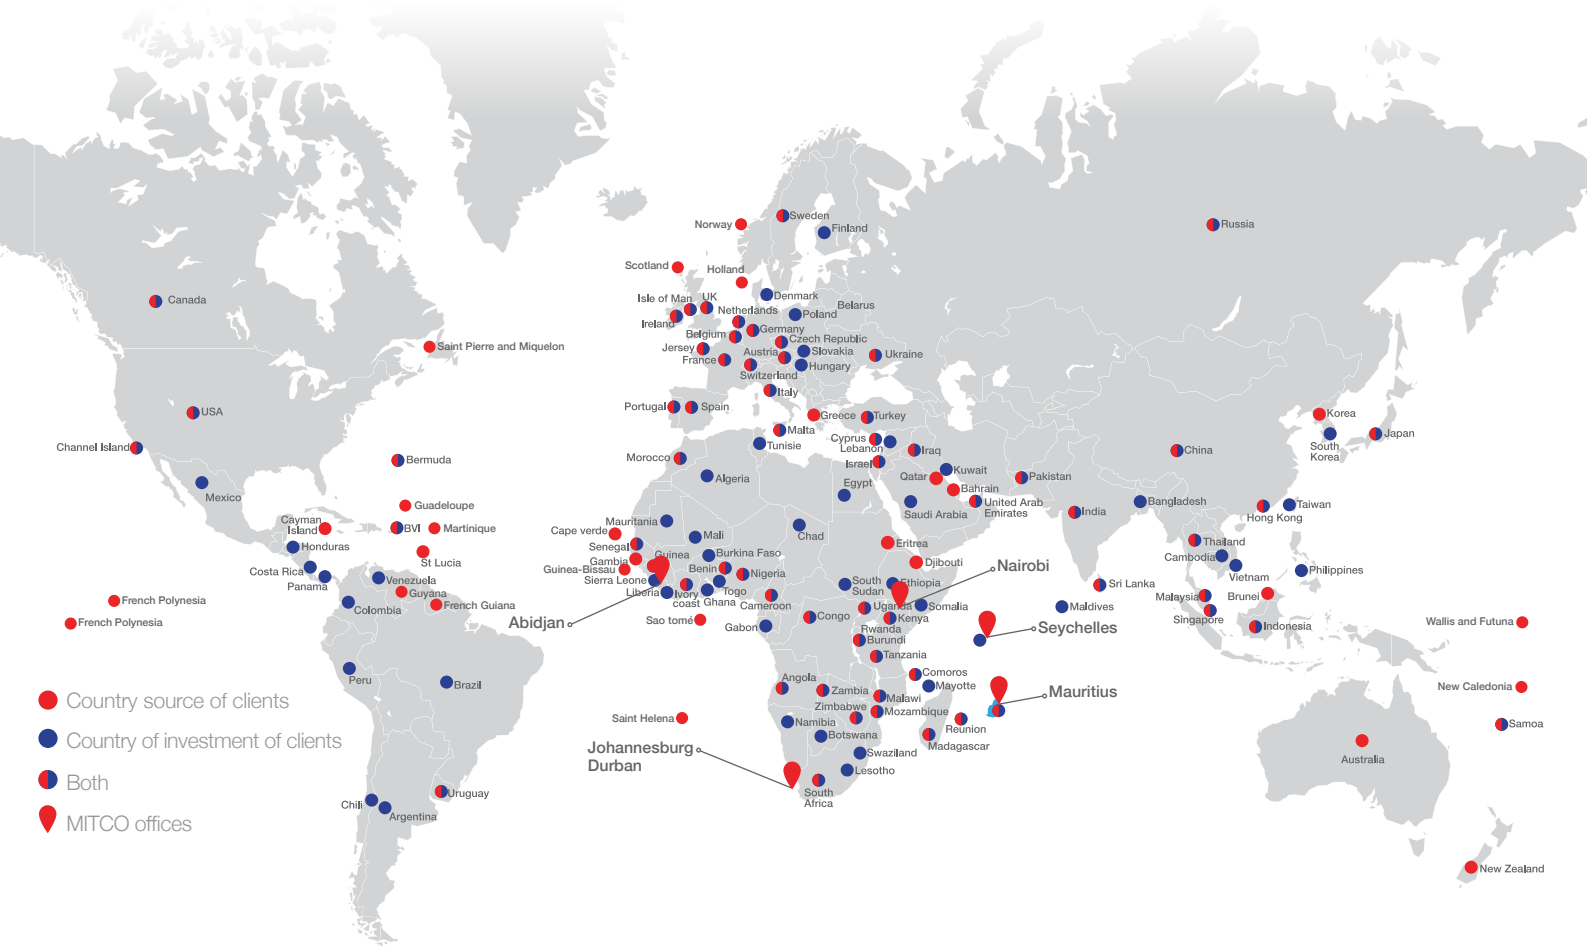 Norway
Sweden
Finland
Russia
Scotland
Holland
Isle of Man
UK
Denmark
Belarus
Canada
Netherlands
Poland
Ireland
Germany
Belgium
Czech Republic
Saint Pierre and Miquelon
Jersey
Austria
Slovakia
Ukraine
France
Hungary
Switzerland
Italy
USA
Portugal
Spain
Greece
Turkey
Korea
Malta
Japan
Channel Island
Cyprus
Tunisie
Lebanon
Iraq
South
Korea
China
Bermuda
Morocco
Israel
Kuwait
Algeria
Qatar
Pakistan
Mexico
Egypt
Bahrain
Guadeloupe
Saudi Arabia
United Arab
Emirates
India
Bangladesh
Taiwan
Hong Kong
Cayman
Island
BVI
Martinique
Mauritania
Cape verde
Mali
Chad
Honduras
Senegal
Eritrea
Thailand
St Lucia
Gambia
Guinea
Burkina Faso
Djibouti
Cambodia
Costa Rica
Guinea-Bissau
Benin
Nigeria
Nairobi
Vietnam
Philippines
Panama
Venezuela
Sierra Leone
Togo
South
Sudan
Ethiopia
Sri Lanka
Guyana
Liberia
Ivory
coast
Ghana
Cameroon
Malaysia
Brunei
French Polynesia
Colombia
French Guiana
Uganda
Somalia
Maldives
Singapore
French Polynesia
Abidjan
Sao tomé
Gabon
Congo
Kenya
Seychelles
Indonesia
Wallis and Futuna
Rwanda
Burundi
Tanzania
Peru
Brazil
Angola
Comoros
Mayotte
Mauritius
New Caledonia
Country source of clients
Zambia
Malawi
Zimbabwe
Mozambique
Saint Helena
Namibia
Reunion
Samoa
Country of investment of clients
Botswana
Madagascar
Johannesburg
Durban
Swaziland
Australia
Lesotho
Both
South
Africa
Uruguay
Chili
Argentina
MITCO offices
New Zealand